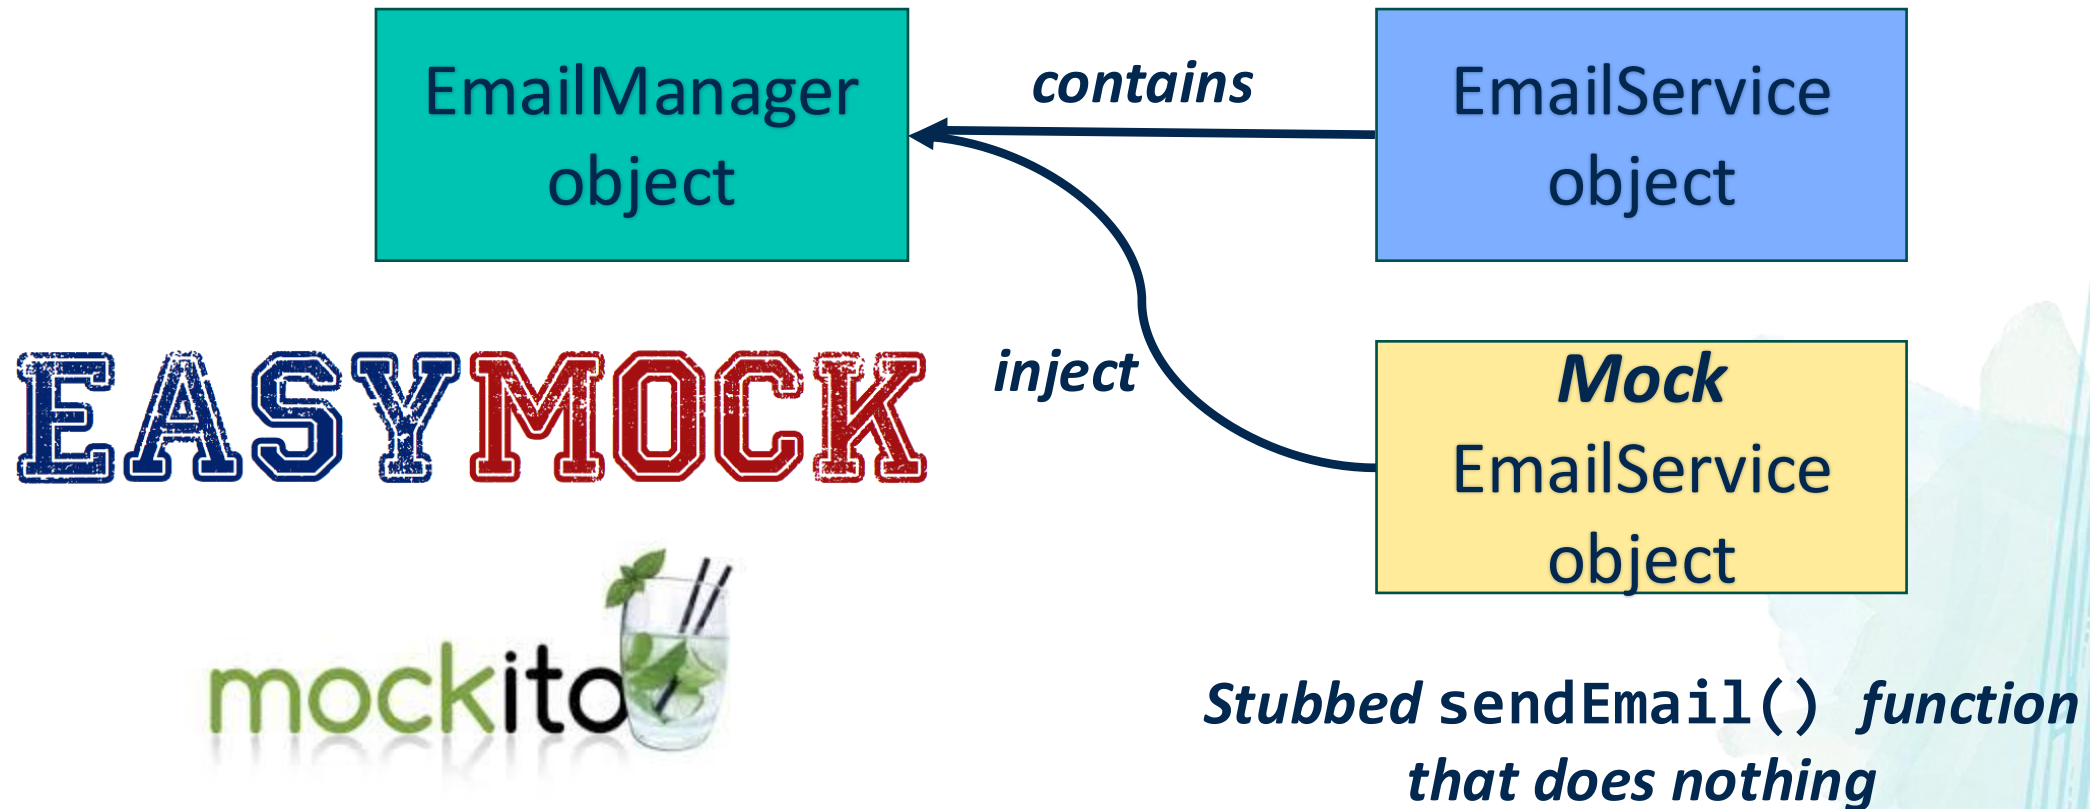 EmailManager
object
contains
EmailService
object
EASYMOCK
inject
Mock
EmailService
object
mockito
Stubbed sendEmail() function
that does nothing